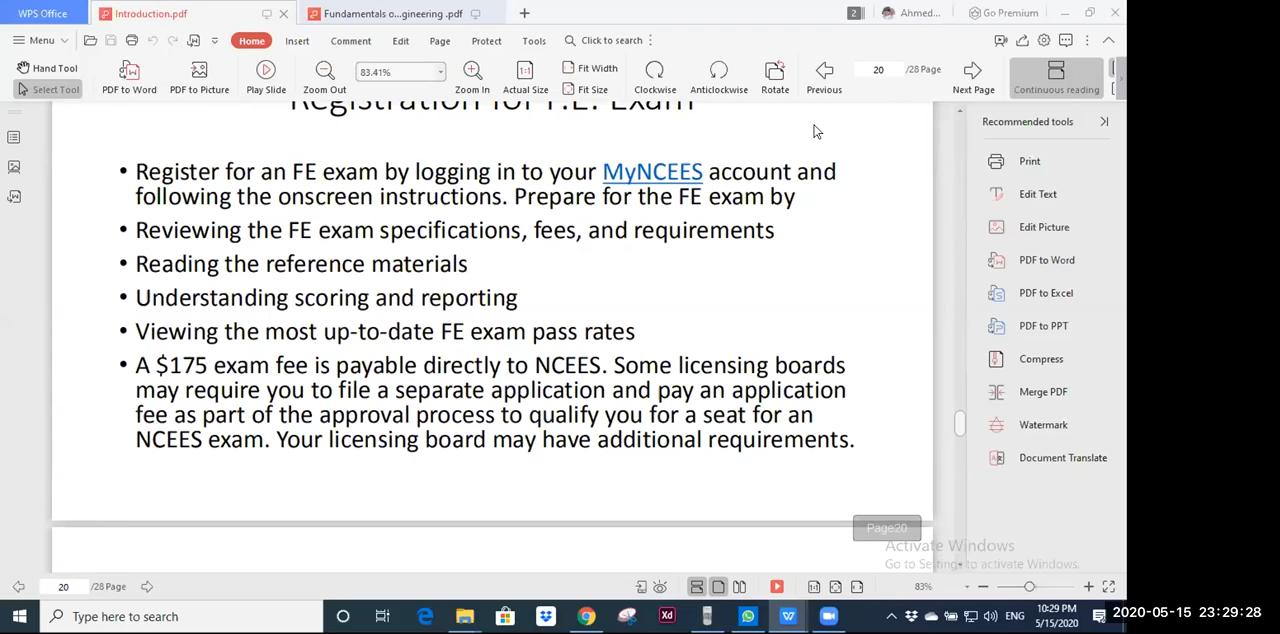 WPS Office
Introduction.pdf
Fundamentals o...gineering .pdf
2
Ahmed...
Go Premium
Menu
Home
Insert
Comment
Edit
Page
Protect
Tools
Click to search
Hand Tool
Select Tool
PDF to Word
PDF to Picture
Play Slide
Zoom Out
83.41%
Zoom In
Actual Size
Fit Width
Fit Size
Clockwise
Anticlockwise
Rotate
Previous
20 /28 Page
Next Page
Continuous reading
Registration for F.E. Exam
• Register for an FE exam by logging in to your MyNCEES account and
following the onscreen instructions. Prepare for the FE exam by
• Reviewing the FE exam specifications, fees, and requirements
• Reading the reference materials
• Understanding scoring and reporting
• Viewing the most up-to-date FE exam pass rates
• A $175 exam fee is payable directly to NCEES. Some licensing boards
may require you to file a separate application and pay an application
fee as part of the approval process to qualify you for a seat for an
NCEES exam. Your licensing board may have additional requirements.
Page20
Recommended tools
Print
Edit Text
Edit Picture
PDF to Word
PDF to Excel
PDF to PPT
Compress
Merge PDF
Watermark
Document Translate
Activate Windows
Go to Settings to activate Windows.
20 /28 Page
83%
Type here to search
Xd
ENG
10:29 PM
5/15/2020
2020-05-15 23:29:28